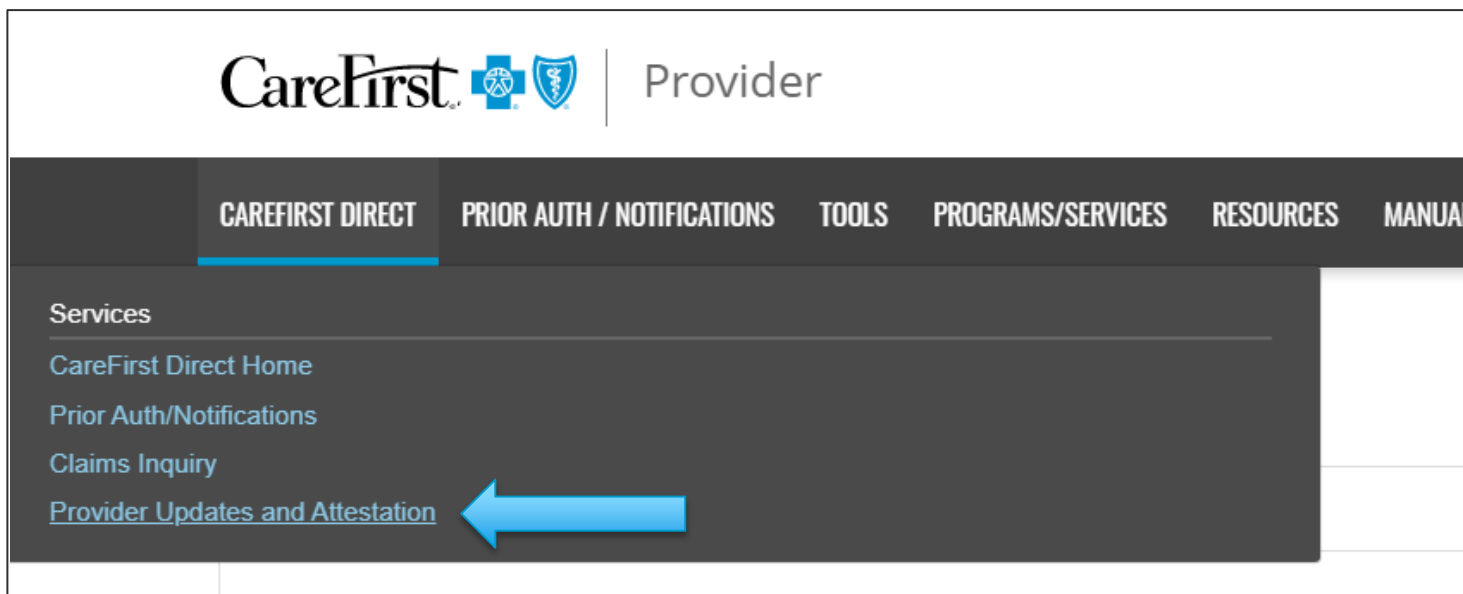 CareFirst. Provider
CAREFIRST DIRECT PRIOR AUTH / NOTIFICATIONS TOOLS PROGRAMS/SERVICES RESOURCES MANUAL
Services
CareFirst Direct Home
Prior Auth/Notifications
Claims Inquiry
Provider Updates and Attestation